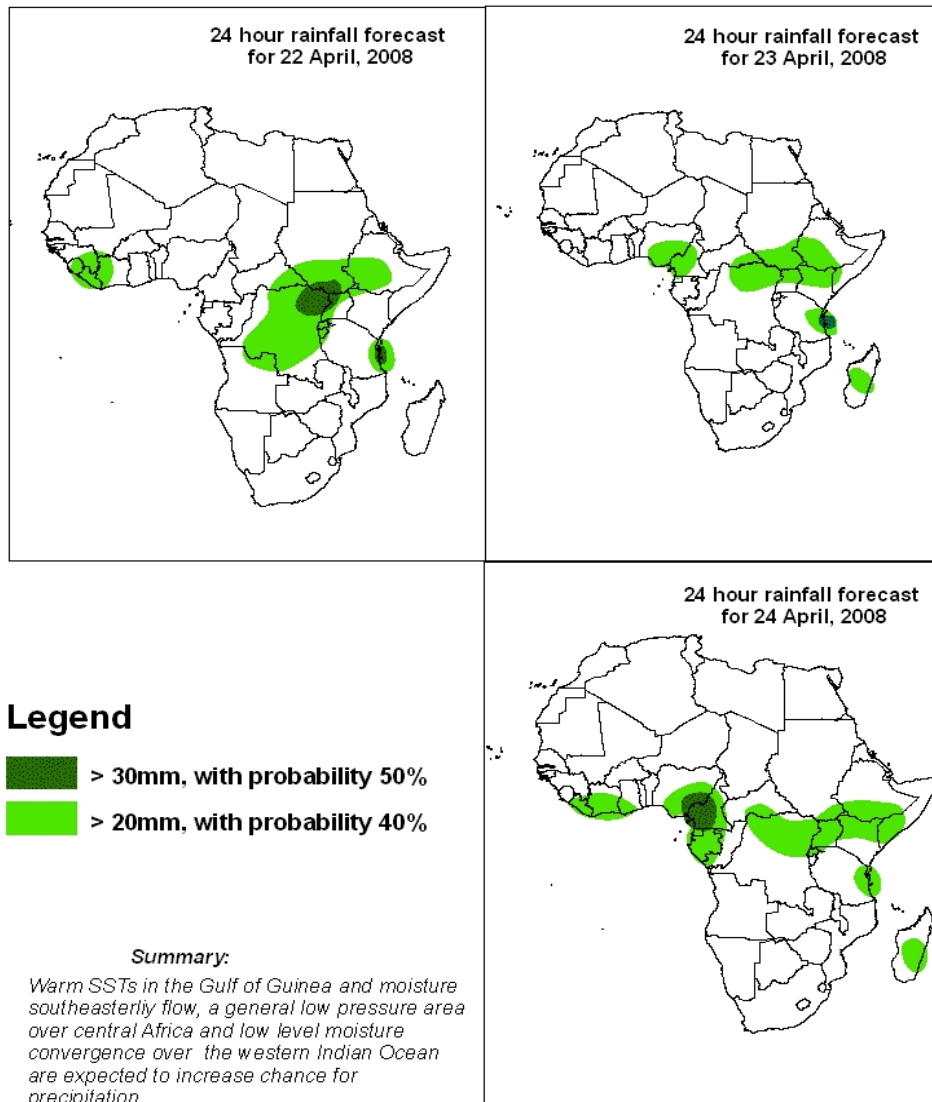 24 hour rainfall forecast
for 22 April, 2008
24 hour rainfall forecast
for 23 April, 2008
24 hour rainfall forecast
for 24 April, 2008
Legend
> 30mm, with probability 50%
> 20mm, with probability 40%
Summary:
Warm SSTs in the Gulf of Guinea and moisture
southeasterliy flow, a general low pressure area
over central Africa and low level moisture
convergence over the western Indian Ocean
are expected to increase chance for
precipitation